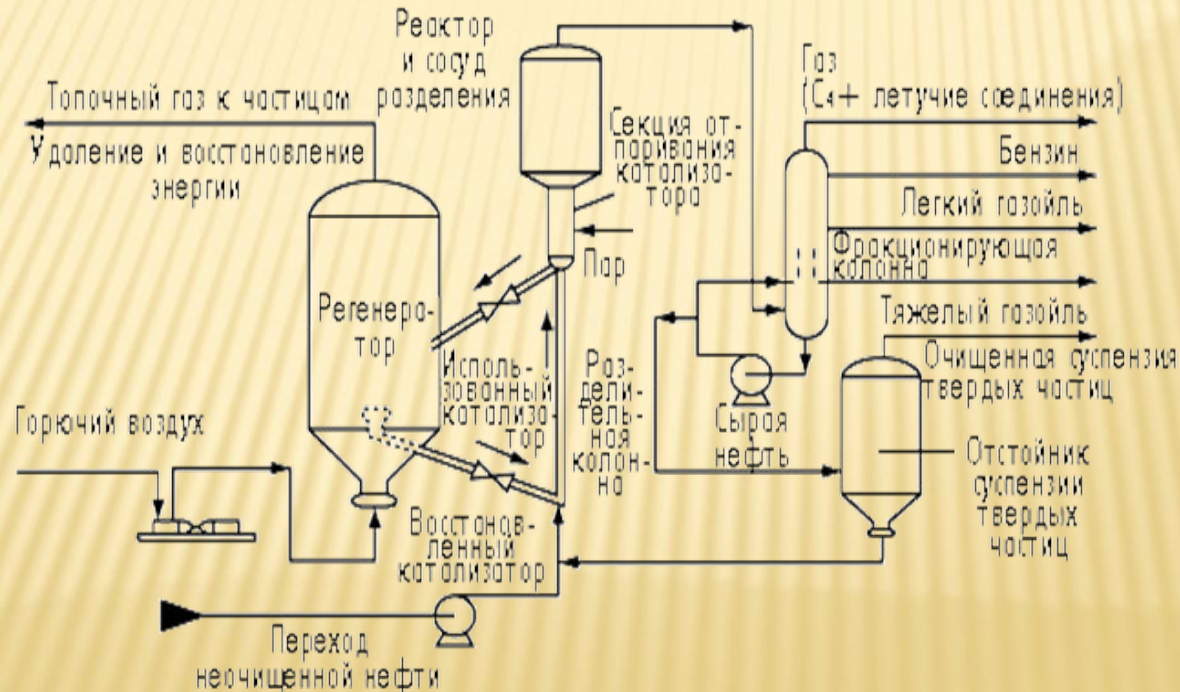 Реактор
и сосуд
разделения
Топочный газ к частицам
Удаление и восстановление
энергии
Газ
(C4+ летучие соединения)
Секция от-
паривания
катализа-
тора
Бензин
Легкий газойль
Фракционирующая
колонна
Пар
Тяжелый газойль
Регенера-
тор
Исполь-
зованный
катализа-
тор
Раз-
дели-
тель-
ная
колон-
на
Очищенная суспензия
твердых частиц
Горючий воздух
Сырая
нефть
Отстойник
суспензии
твердых
частиц
Восстанов-
ленный
катализатор
Переход
неочищенной нефти